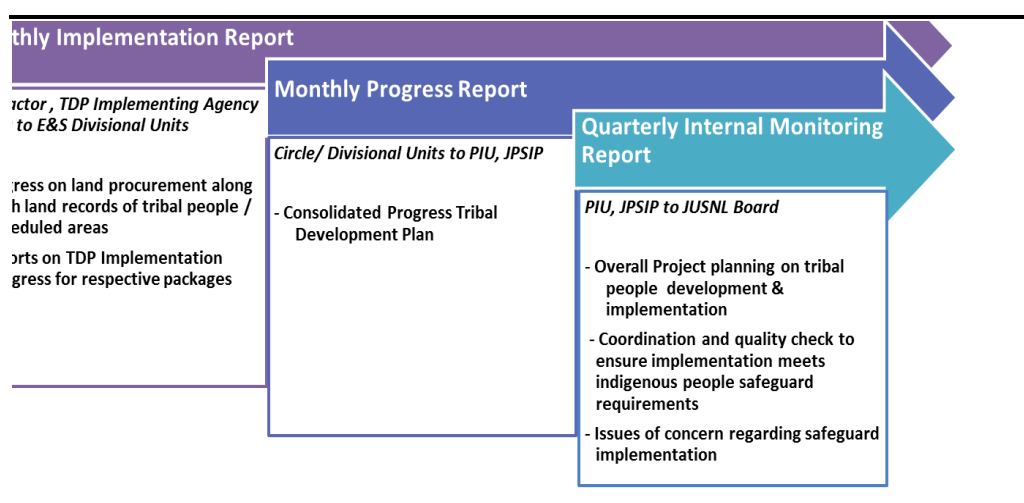 thly Implementation Report
actor , TDP Implementing Agency
to E&S Divisional Units
ress on land procurement along
h land records of tribal people /
eduled areas
orts on TDP Implementation
gress for respective packages
Monthly Progress Report
Circle/ Divisional Units to PIU, JPSIP
- Consolidated Progress Tribal
Development Plan
Quarterly Internal Monitoring
Report
PIU, JPSIP to JUSNL Board
- Overall Project planning on tribal
people development &
implementation
- Coordination and quality check to
ensure implementation meets
indigenous people safeguard
requirements
- Issues of concern regarding safeguard
implementation